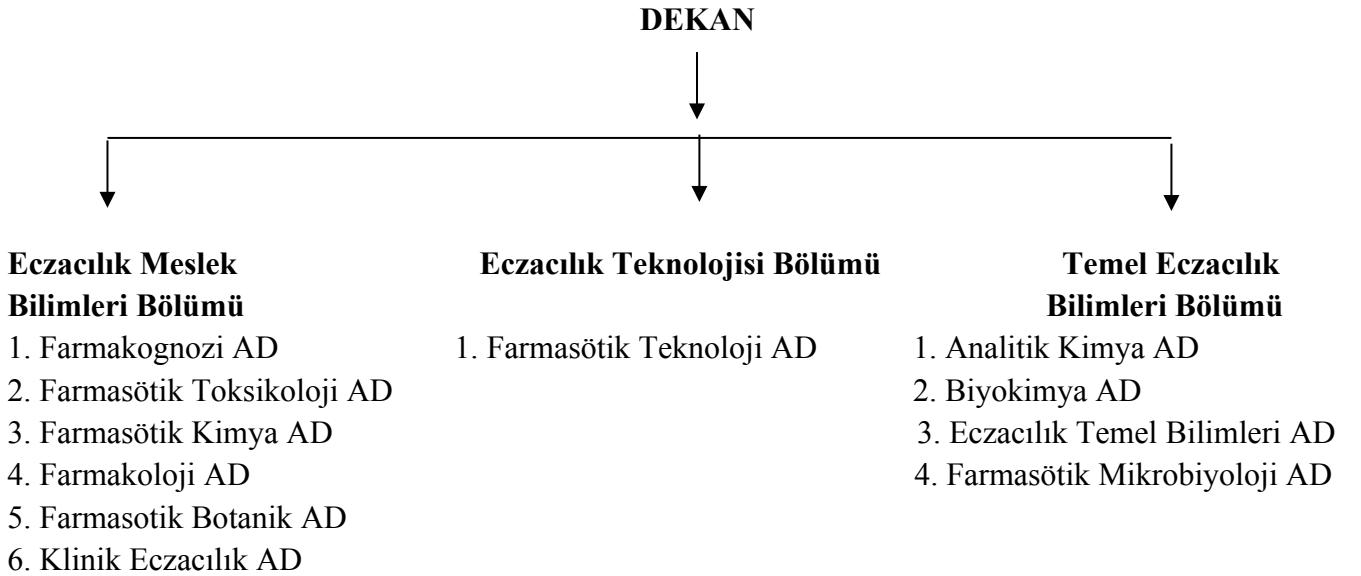 DEKAN
Eczacılık Meslek
Bilimleri Bölümü
1. Farmakognozi AD
2. Farmasötik Toksikoloji AD
3. Farmasötik Kimya AD
4. Farmakoloji AD
5. Farmasotik Botanik AD
6. Klinik Eczacılık AD
Eczacılık Teknolojisi Bölümü
1. Farmasötik Teknoloji AD
Temel Eczacılık
Bilimleri Bölümü
1. Analitik Kimya AD
2. Biyokimya AD
3. Eczacılık Temel Bilimleri AD
4. Farmasötik Mikrobiyoloji AD